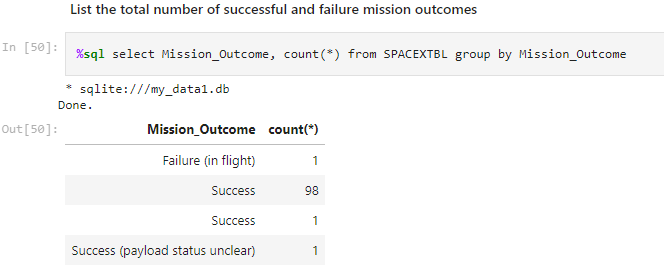 List the total number of successful and failure mission outcomes
In [50]: %sql select Mission_Outcome, count(*) from SPACEXTBL group by Mission_Outcome
* sqlite:///my_data1.db
Done.
Out[50]: Mission_Outcome count(*)
Failure (in flight) 1
Success 98
Success 1
Success (payload status unclear) 1